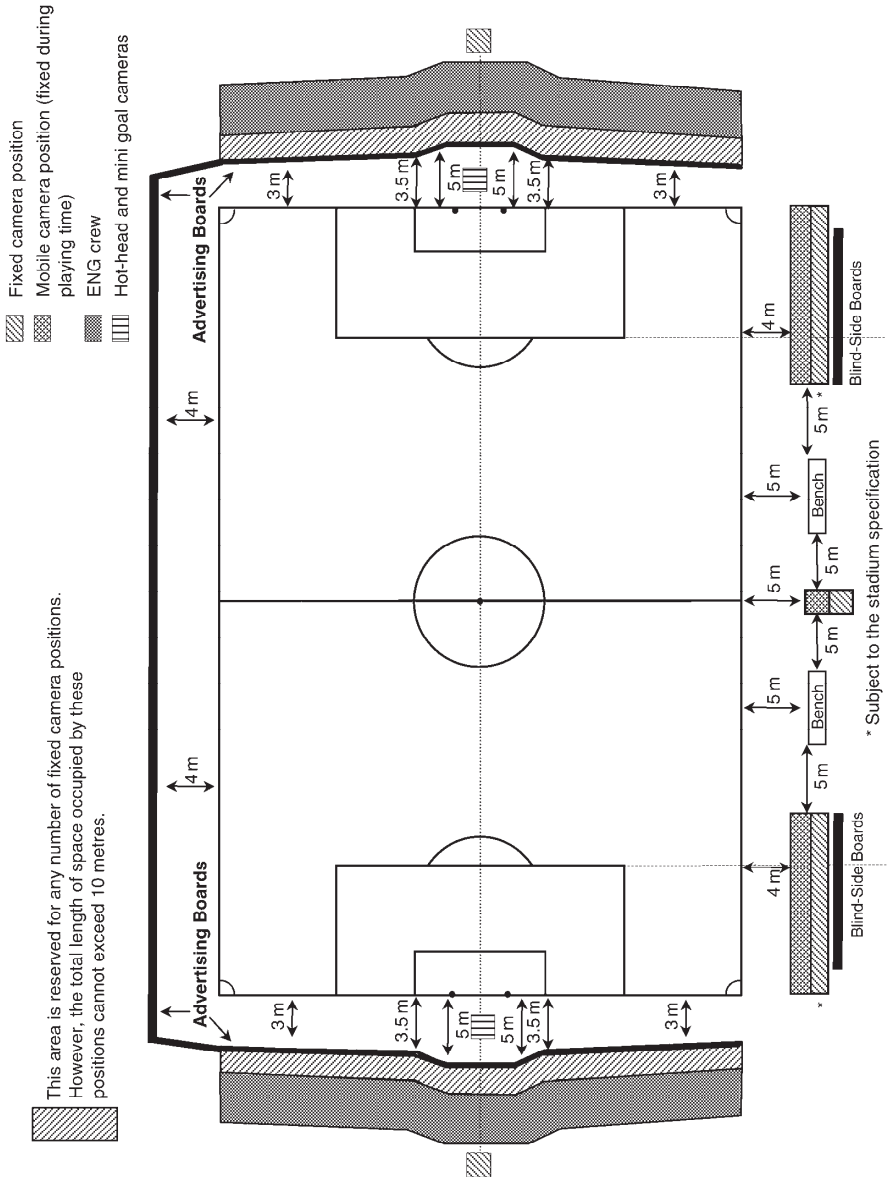 Fixed camera position
Mobile camera position (fixed during
playing time)
ENG crew
Hot-head and mini goal cameras
This area is reserved for any number of fixed camera positions.
However, the total length of space occupied by these
positions cannot exceed 10 metres.
Advertising Boards
4 m
4 m
Advertising Boards
3 m
3 m
3.5 m
3.5 m
5 m
5 m
5 m
5 m
3.5 m
3.5 m
3 m
3 m
4 m
5 m
5 m
5 m
4 m
*
5 m
Bench
5 m
5 m
Bench
5 m *
Blind-Side Boards
Blind-Side Boards
* Subject to the stadium specification